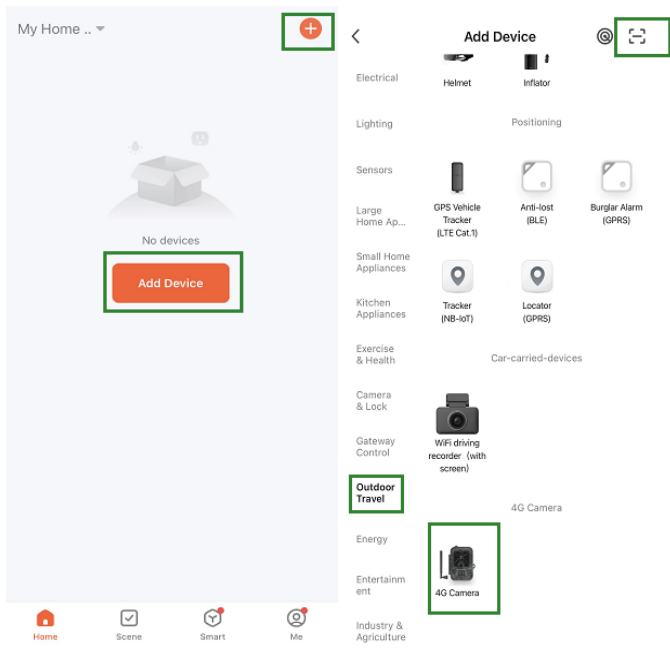 My Home ..
No devices
Add Device
Home
Scene
Smart
Me
Add Device
Electrical
Lighting
Sensors
Large
Home Ap...
Small Home
Appliances
Kitchen
Appliances
Exercise
& Health
Camera
& Lock
Gateway
Control
Outdoor
Travel
Energy
Entertainm
ent
Industry &
Agriculture
Helmet
Inflator
Positioning
GPS Vehicle
Tracker
(LTE Cat.1)
Anti-lost
(BLE)
Burglar Alarm
(GPRS)
Tracker
(NB-IoT)
Locator
(GPRS)
Car-carried-devices
WiFi driving
recorder（with
screen)
4G Camera
4G Camera